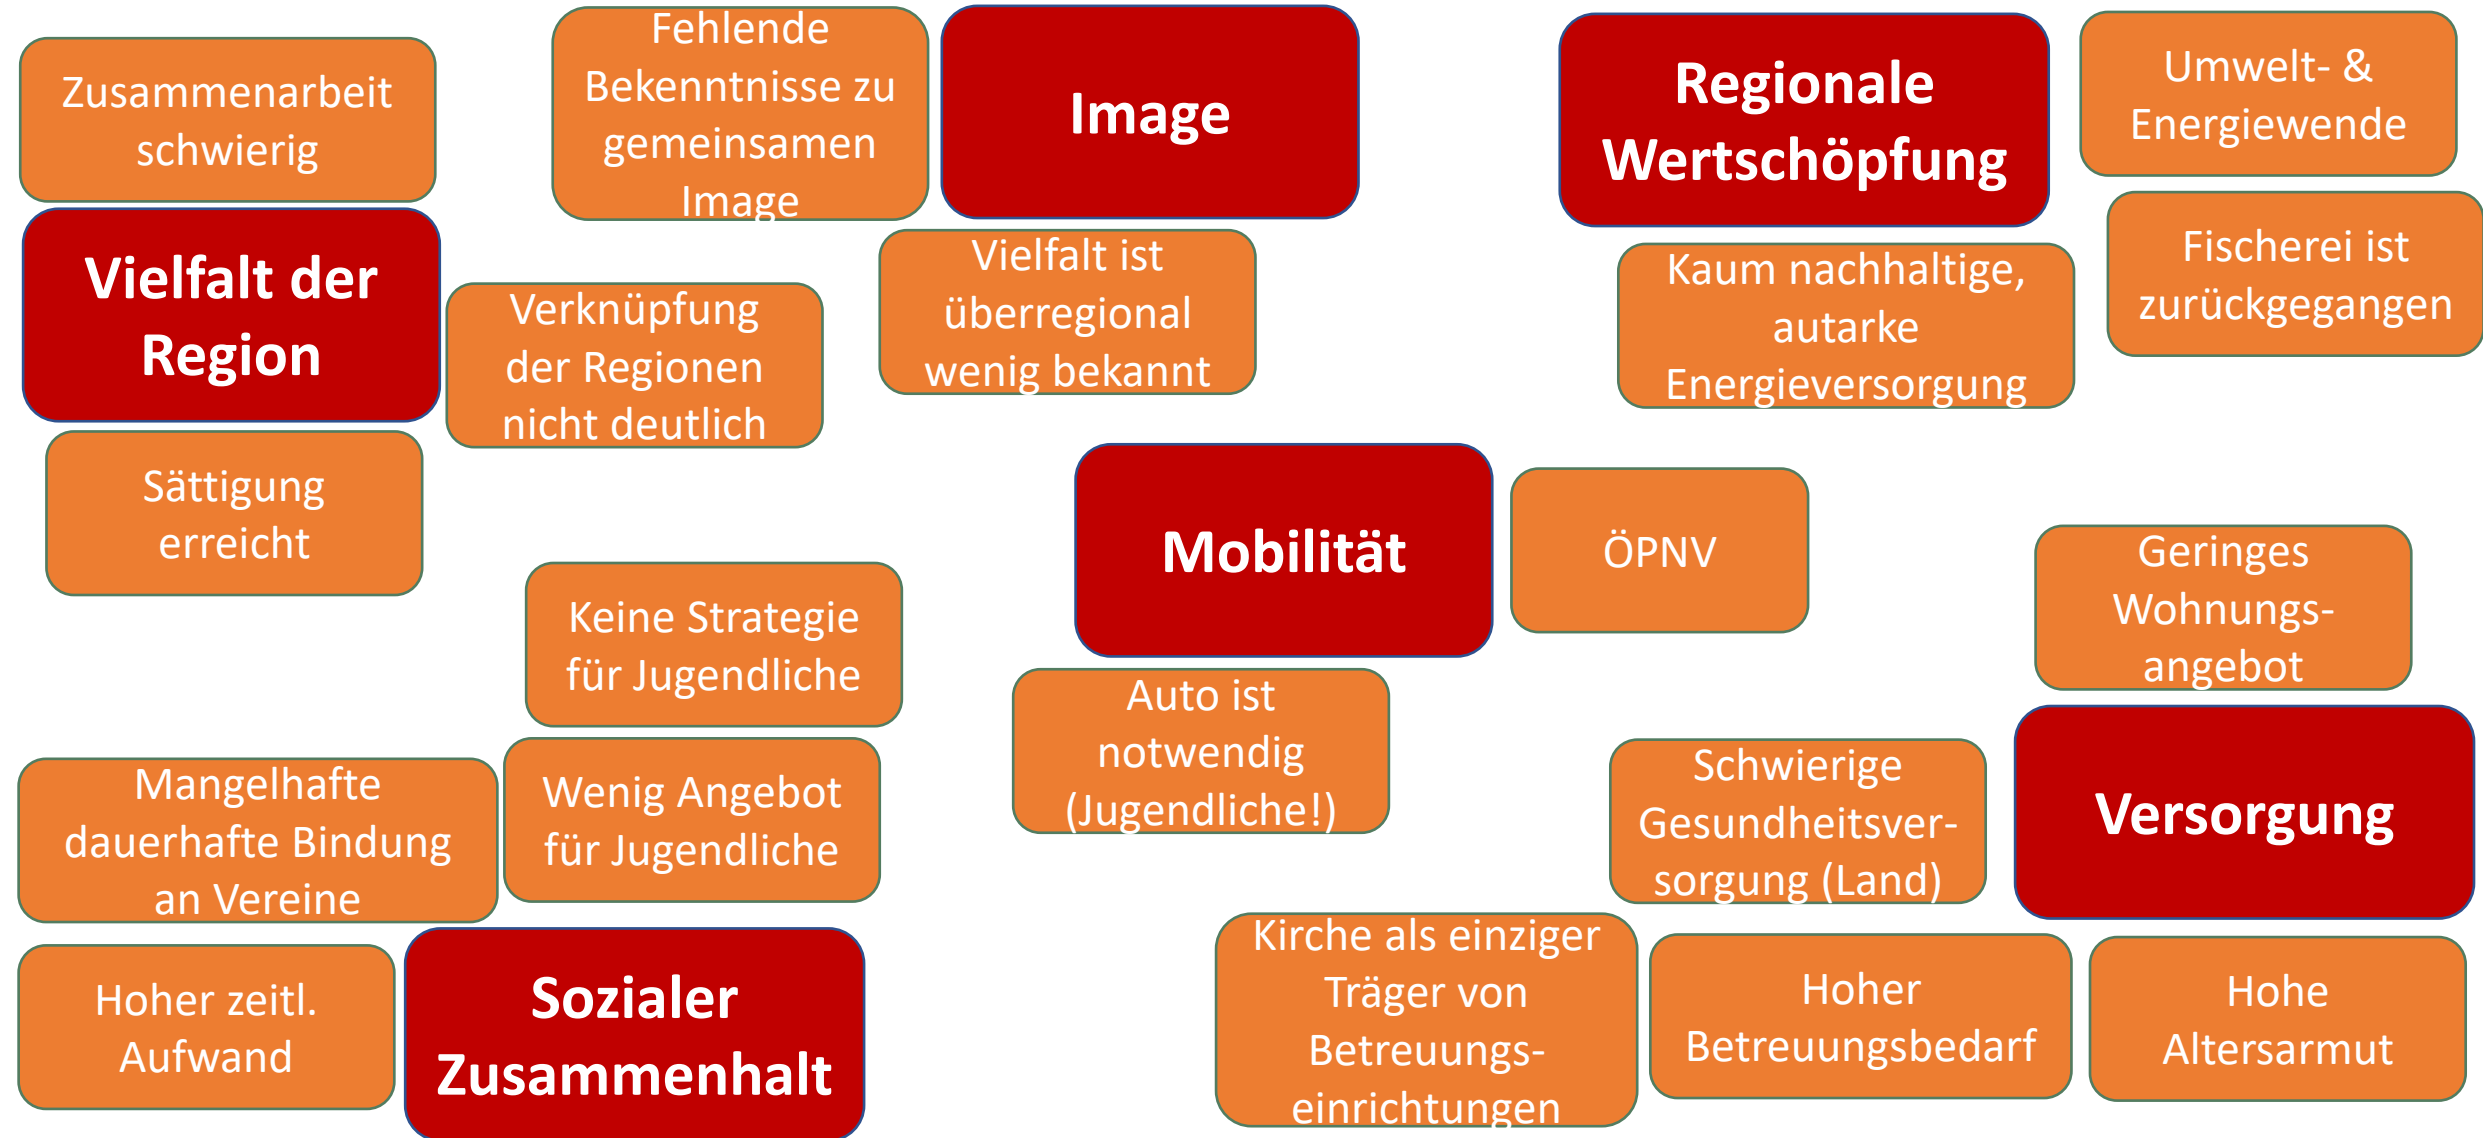 Zusammenarbeit
schwierig
Vielfalt der
Region
Sättigung
erreicht
Verknüpfung
der Regionen
nicht deutlich
Fehlende
Bekenntnisse zu
gemeinsamen
Image
Image
Vielfalt ist
überregional
wenig bekannt
Regionale
Wertschöpfung
Umwelt- &
Energiewende
Fischerei ist
zurückgegangen
Kaum nachhaltige,
autarke
Energieversorgung
Mobilität
ÖPNV
Auto ist
notwendig
(Jugendliche!)
Keine Strategie
für Jugendliche
Wenig Angebot
für Jugendliche
Mangelhafte
dauerhafte Bindung
an Vereine
Hoher zeitl.
Aufwand
Sozialer
Zusammenhalt
Geringes
Wohnungs-
angebot
Versorgung
Schwierige
Gesundheitsver-
sorgung (Land)
Kirche als einziger
Träger von
Betreuungs-
einrichtungen
Hoher
Betreuungsbedarf
Hohe
Altersarmut